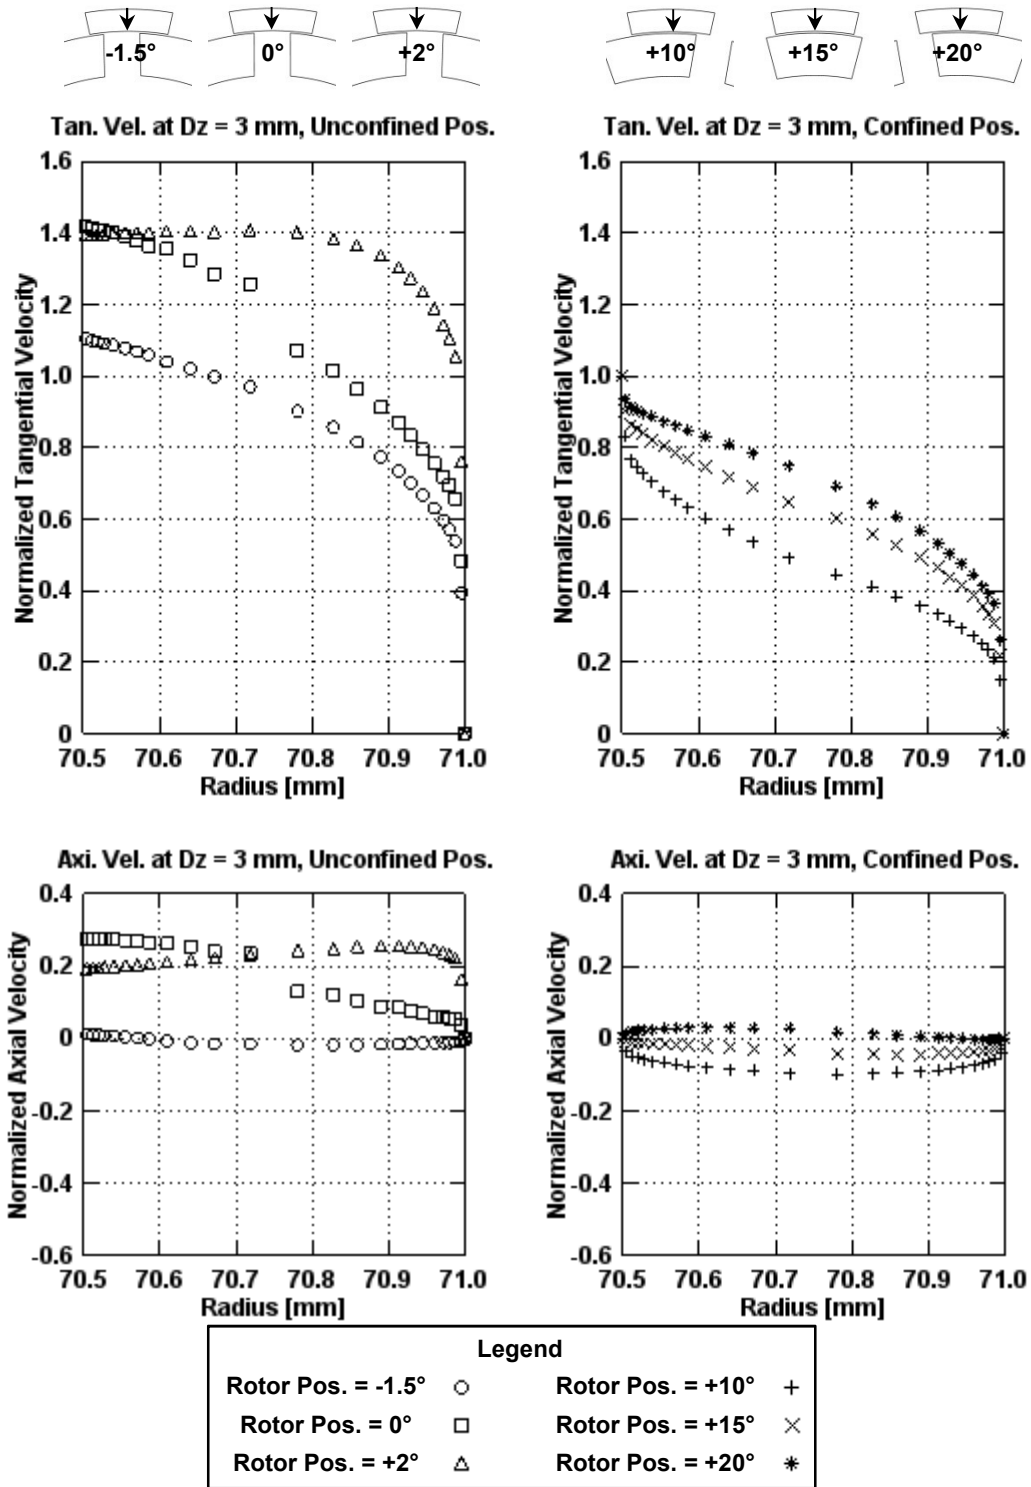 -1.5° 0° +2° +10° +15° +20°
Tan. Vel. at Dz = 3 mm, Unconfined Pos.
1.6
1.4
1.2
1.0
0.8
0.6
0.4
0.2
0
Normalized Tangential Velocity
70.5 70.6 70.7 70.8 70.9 71.0
Radius [mm]
Tan. Vel. at Dz = 3 mm, Confined Pos.
1.6
1.4
1.2
1.0
0.8
0.6
0.4
0.2
0
Normalized Tangential Velocity
70.5 70.6 70.7 70.8 70.9 71.0
Radius [mm]
Axi. Vel. at Dz = 3 mm, Unconfined Pos.
0.4
0.2
0
-0.2
-0.4
-0.6
Normalized Axial Velocity
70.5 70.6 70.7 70.8 70.9 71.0
Radius [mm]
Axi. Vel. at Dz = 3 mm, Confined Pos.
0.4
0.2
0
-0.2
-0.4
-0.6
Normalized Axial Velocity
70.5 70.6 70.7 70.8 70.9 71.0
Radius [mm]
Legend
Rotor Pos. = -1.5°
Rotor Pos. = 0°
Rotor Pos. = +2°
Rotor Pos. = +10°
Rotor Pos. = +15°
Rotor Pos. = +20°